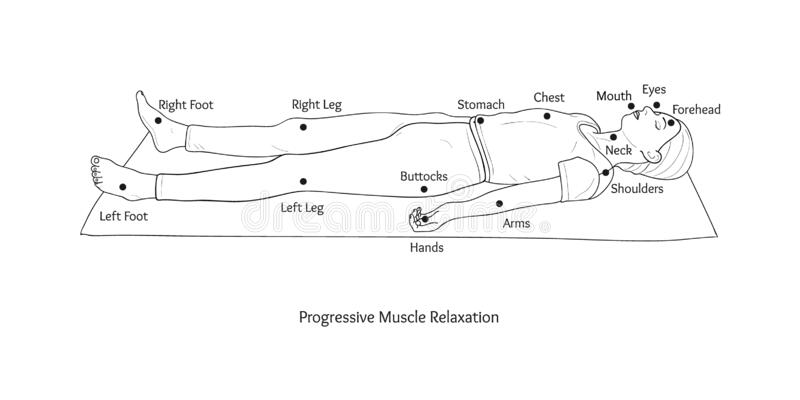 Right Foot
Right Leg
Stomach
Chest
Mouth
Eyes
Forehead
Neck
Shoulders
Buttocks
Left Foot
Left Leg
Arms
Hands
dreamstime
Progressive Muscle Relaxation